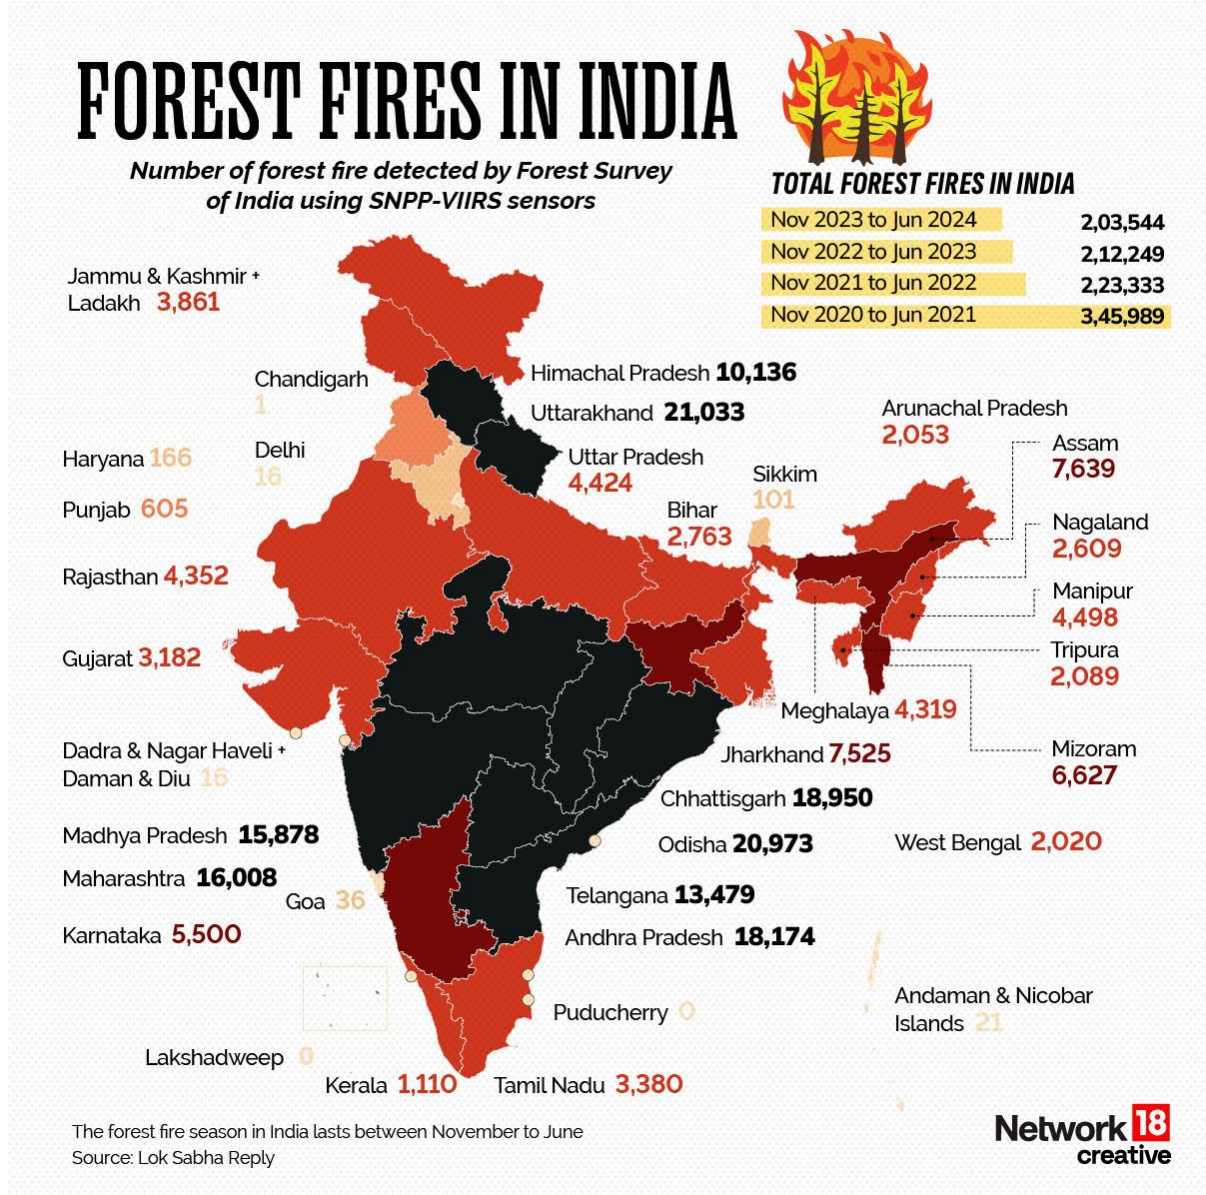 FOREST FIRES IN INDIA
Number of forest fire detected by Forest Survey
of India using SNPP-VIIRS sensors
TOTAL FOREST FIRES IN INDIA
Nov 2023 to Jun 2024 2,03,544
Nov 2022 to Jun 2023 2,12,249
Nov 2021 to Jun 2022 2,23,333
Nov 2020 to Jun 2021 3,45,989
Jammu & Kashmir +
Ladakh 3,861
Himachal Pradesh 10,136
Chandigarh
1
Uttarakhand 21,033
Arunachal Pradesh
2,053
Assam
7,639
Haryana 166
Delhi
16
Uttar Pradesh
4,424
Sikkim
101
Punjab 605
Bihar
2,763
Nagaland
2,609
Rajasthan 4,352
Manipur
4,498
Gujarat 3,182
Tripura
2,089
Meghalaya 4,319
Dadra & Nagar Haveli +
Daman & Diu 16
Jharkhand 7,525
Mizoram
6,627
Chhattisgarh 18,950
Madhya Pradesh 15,878
Odisha 20,973
West Bengal 2,020
Maharashtra 16,008
Goa 36
Telangana 13,479
Karnataka 5,500
Andhra Pradesh 18,174
Puducherry 0
Andaman & Nicobar
Islands 21
Lakshadweep 0
Kerala 1,110
Tamil Nadu 3,380
The forest fire season in India lasts between November to June
Source: Lok Sabha Reply
Network 18
creative